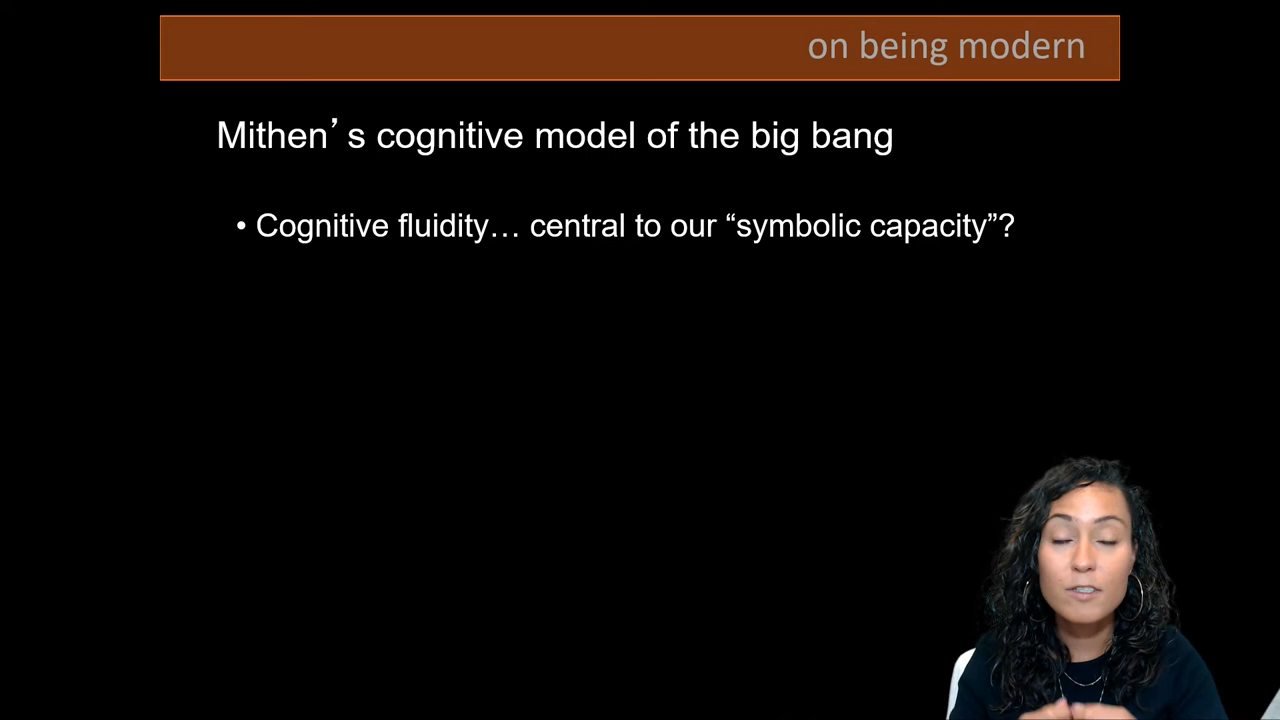 on being modern
Mithen’s cognitive model of the big bang
• Cognitive fluidity… central to our “symbolic capacity”?